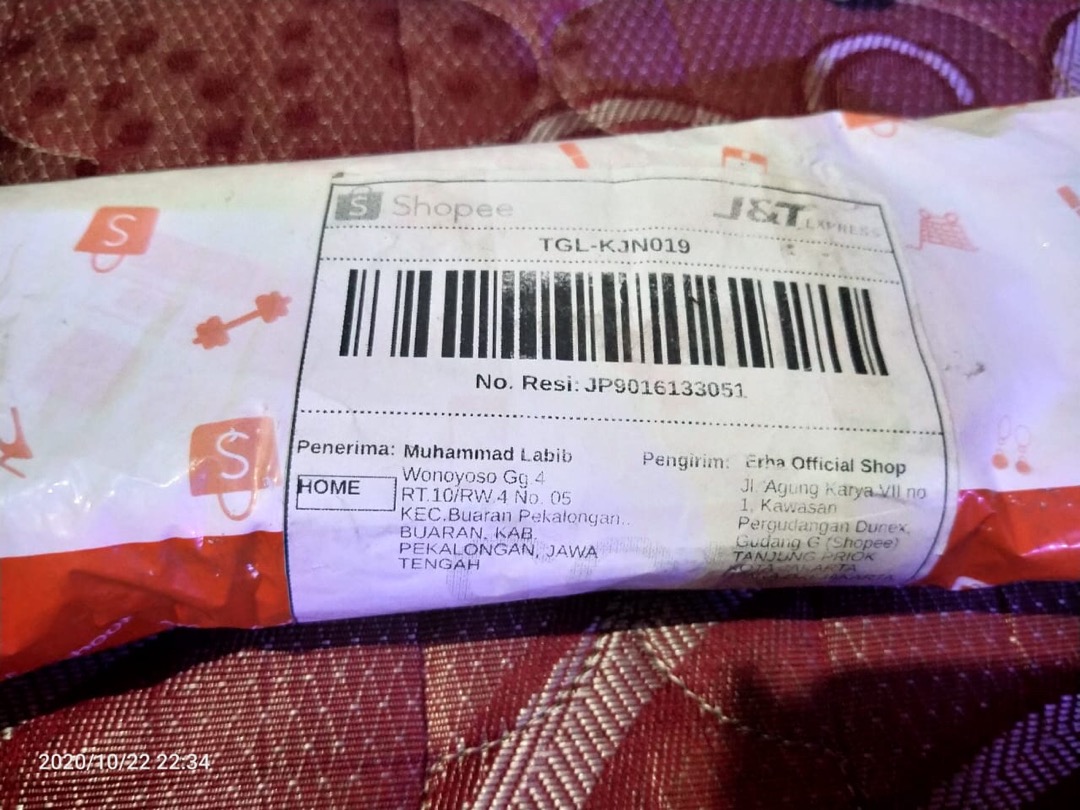 Shopee J&T EXPRESS
TGL-KJN019
No. Resi: JP9016133051
Penerima: Muhammad Labib
HOME
Wonoyoso Gg 4
RT.10/RW.4 No. 05
KEC.Buaran Pekalongan..
BUARAN, KAB.
PEKALONGAN, JAWA
TENGAH
Pengirim: Erha Official Shop
Jl. Agung Karya VII no
1, Kawasan
Pergudangan Dunex,
Gudang G (Shopee)
TANJUNG PRIOK
KOTA JAKARTA
2020/10/22 22:34